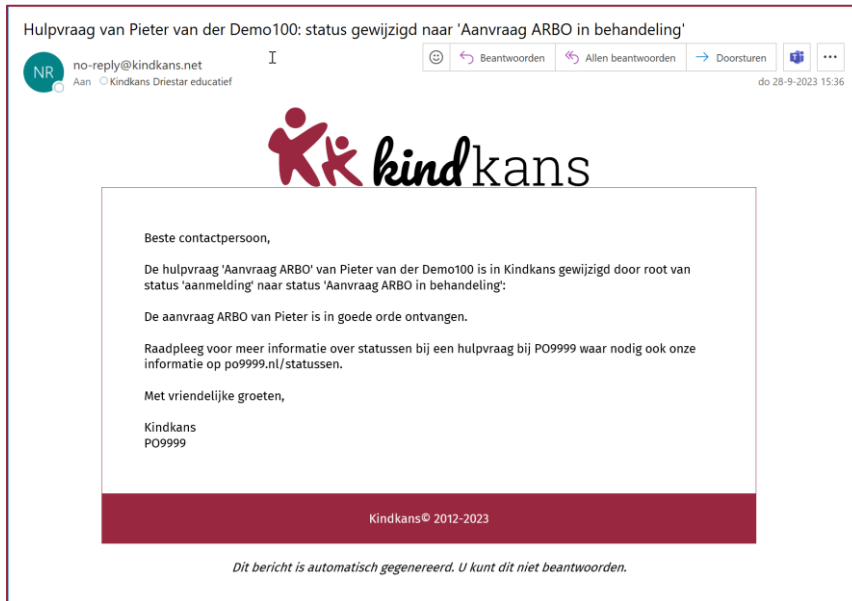 Hulpvraag van Pieter van der Demo100: status gewijzigd naar 'Aanvraag ARBO in behandeling'
NR
no-reply@kindkans.net
Aan Kindkans Driestar educatief
Beantwoorden
Allen beantwoorden
Doorsturen
do 28-9-2023 15:36
kindkans
Beste contactpersoon,
De hulpvraag 'Aanvraag ARBO' van Pieter van der Demo100 is in Kindkans gewijzigd door root van
status 'aanmelding' naar status 'Aanvraag ARBO in behandeling':
De aanvraag ARBO van Pieter is in goede orde ontvangen.
Raadpleeg voor meer informatie over statussen bij een hulpvraag bij PO9999 waar nodig ook onze
informatie op po9999.nl/statussen.
Met vriendelijke groeten,
Kindkans
PO9999
Kindkans© 2012-2023
Dit bericht is automatisch gegenereerd. U kunt dit niet beantwoorden.